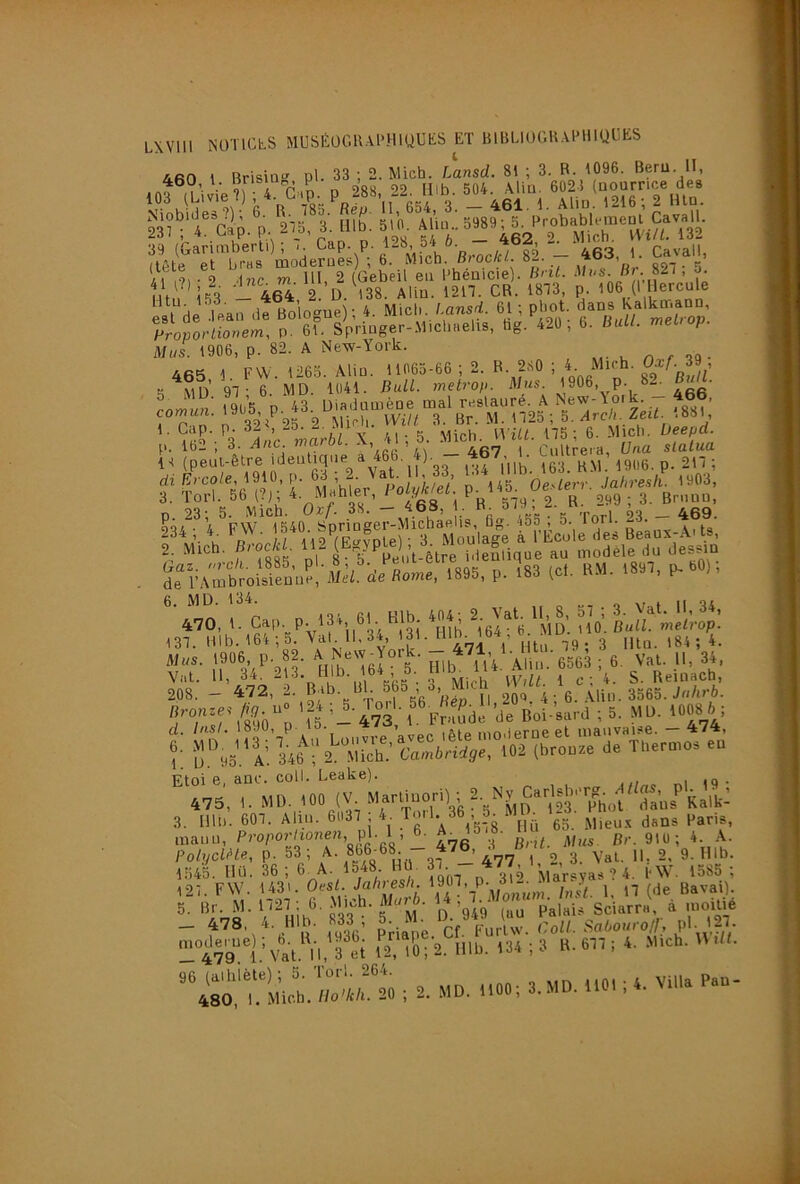 LXVIII NOTICES MUSÉOGRAPHIQUES ET BIBLIOGRAPHIQUES
460, 1. Brising, pl. 33 ; 2. Mich. Lansd. 81 ; 3. R. 1096. Bern. II,
103 (Livie ?) ; 4. Cap. p 288, 22. Hlb. 504. Alin. 6023 (nourrice des
Niobides ?) ; 6. R. 785. Rép. II, 654, 3. — 461. 1. Alin. 1216 ; 2 Htn.
237 ; 4. Cap. p. 275, 3. Hlb. 510. Alin. 5989 ; 5. Probablement Cavall.
39 (Garimberti) ; 7. Cap. p. 128, 54 b. — 462, 2. Mich. Wilt. 132
(tête et bras modernes) ; 6. Mich. Brockl. 82. — 463, 1. Cavall,
41 (?) ; 2. Anc. m. III, 2 (Gebeil en Phénicie). Brit. Mus. Br. 827 ; 5.
Htn. 153. — 464, 2. D. 138. Alin. 1217. CR. 1873, p. 106 (l'Hercule
est de Jean de Bologne) ; 4. Mich. Lansd. 61 ; phot. dans Kalkmann,
Proportionem, p. 61. Springer-Michaelis, fig. 420 ; 6. Bull. metrop.
Mus. 1906, p. 82. A New-York.
465, 1. FW. 1265. Alin. 11065-66 ; 2. R. 280 ; 4. Mich. Oxf. 39 ;
5 MD. 97 ; 6. MD. 1041. Bull. metrop. Mus. 1906, p. 82. Bull.
comun. 1905, p. 43. Diadumène mal restauré. A New-York. — 466,
1. Cap. p. 328, 25. 2. Mich. Wilt 3. Br. M. 1725 ; 5. Arch. Zeit. 1881,
p. 162 ; 3. Anc. marbl. X, 41 ; 5. Mich. Wilt. 175 ; 6. Mich. Deepd.
18 (peut-être identique à 466, 4). — 467, 1. Cultrera, Una statua
di Ercole, 1910, p. 63 ; 2 Vat. II, 33, 134 Hlb. 163. RM. 1906. p. 217 ;
3. Torl. 56 (?) ; 4. Mahler, Polyklet, p. 145. Oesterr. Jahresh. 1903,
p. 23 ; 5. Mich. Oxf. 38. — 468, 1. R. 579 ; 2. R. 299 ; 3. Brunn,
234 ; 4. FW. 1540. Springer-Michaelis, fig. 455 ; 5. Torl. 23. — 469.
2. Mich. Brockl. 112 (Egypte) ; 3. Moulage à l'Ecole des Beaux-Arts,
Gaz. arch. 1885, pl. 8 ; 5. Peut-être identique au modèle du dessin
de l'Ambroisienne, Mél. de Rome, 1895, p. 183 (cf. RM. 1897, p. 60) ;
6. MD. 134.
470, 1. Cap. p. 134, 61. Hlb. 404 ; 2. Vat. II, 8, 57 ; 3. Vat. II, 34,
137. Hlb. 164 ; 5. Vat. II, 34, 131. Hlb. 164 ; 6. MD. 110. Bull. metrop.
Mus. 1906, p. 82. A New-York. — 471, 1. Htn. 79 ; 3 Htn. 184 ; 4.
Vat. II, 34. 213. Hlb. 164 ; 5. Hlb. 114. Alin. 6563 ; 6. Vat. II, 34,
208. — 472, 2. Bab. Bl. 565 ; 3. Mich Wilt. 1 c ; 4. S. Reinach,
Bronzes fig. n° 124 ; 5. Torl. 56. Rép. II, 209, 4 ; 6. Alin. 3565. Jahrb.
d. Inst. 1890, p. 15. — 473, 1. Fraude de Boissard ; 5. MD. 1008 b ;
6. MD. 113 ; 7. Au Louvre, avec tête moderne et mauvaise. — 474,
1. D. 95. A. 346 ; 2. Mich. Cambridge, 102 (bronze de Thermos en
Etolie, anc. coll. Leake).
475, 1. MD. 100 (V. Martinori) ; 2. Ny Carlsberg. Atlas, pl. 19 ;
3. Hlb. 607. Alin. 6037 ; 4. Torl. 36 ; 5. MD. 123. Phot dans Kalk-
mann, Proportionen, pl. 1 ; 6. A. 1578. Hü 65. Mieux dans Paris,
Polyclète, p. 53 ; A. 866-68. — 476, 3 Brit. Mus. Br. 910 ; 4. A.
1545. Hü. 36 ; 6 A. 1548. Hü 37. — 477, 1, 2, 3. Vat. II. 2, 9. Hlb.
127. FW. 1431. Oest. Jahresh. 1907, p. 312. Marsyas ? 4. FW. 1585 ;
5. Br. M. 1727 ; 6. Mich. Marb. 14 ; 7. Monum. Inst. 1, 17 (de Bavai).
— 478, 4. Hlb. 833 ; 5. M. D. 949 (au Palais Sciarra, à moitié
moderne) ; 6. R. 1936. Priape. Cf. Furtw. Coll. Sabouroff, pl. 127.
— 479. 1. Vat. II, 3 et 12, 10 ; 2. Hlb. 134 ; 3 R. 677 ; 4. Mich. Wilt.
96 (athlète) ; 5. Torl. 264.
480, 1. Mich. Holkh. 20 ; 2. MD. 1100 ; 3. MD. 1101 ; 4. Villa Pan-